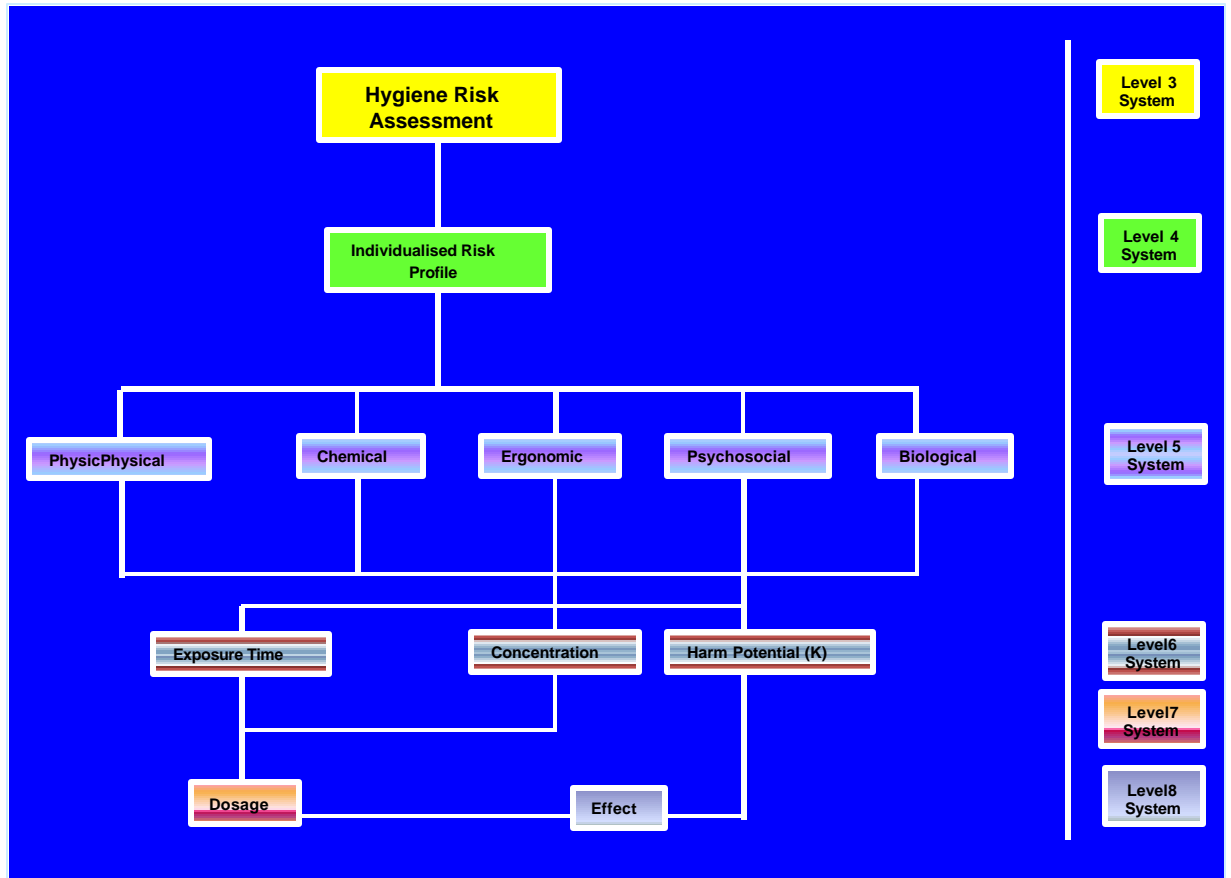 Hygiene Risk
Assessment
Level 3
System
Individualised Risk
Profile
Level 4
System
PhysicPhysical
Chemical
Ergonomic
Psychosocial
Biological
Level 5
System
Exposure Time
Concentration
Harm Potential (K)
Level6
System
Level7
System
Dosage
Effect
Level8
System